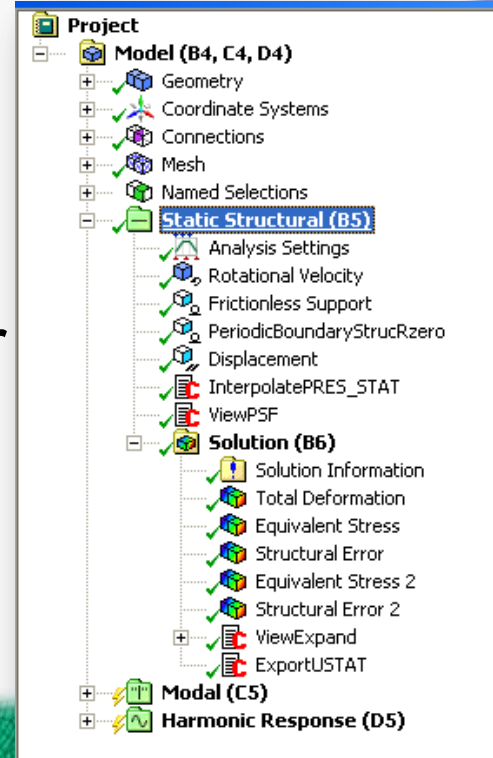 Project
Model (B4, C4, D4)
Geometry
Coordinate Systems
Connections
Mesh
Named Selections
Static Structural (B5)
Analysis Settings
Rotational Velocity
Frictionless Support
PeriodicBoundaryStrucRzero
Displacement
InterpolatePRES_STAT
ViewPSF
Solution (B6)
Solution Information
Total Deformation
Equivalent Stress
Structural Error
Equivalent Stress 2
Structural Error 2
ViewExpand
ExportUSTAT
Modal (C5)
Harmonic Response (D5)